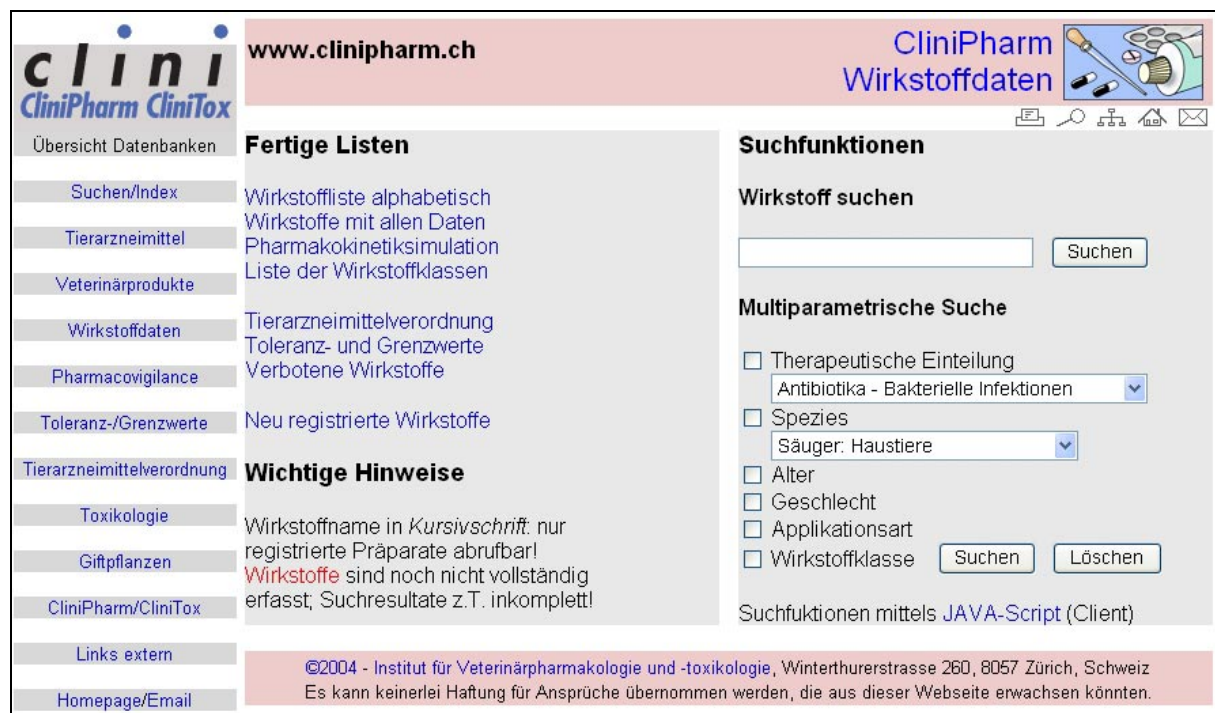 clini
CliniPharm CliniTox
www.clinipharm.ch
CliniPharm
Wirkstoffdaten
Übersicht Datenbanken
Suchen/Index
Tierarzneimittel
Veterinärprodukte
Wirkstoffdaten
Pharmacovigilance
Toleranz-/Grenzwerte
Tierarzneimittelverordnung
Toxikologie
Giftpflanzen
CliniPharm/CliniTox
Links extern
Homepage/Email
Fertige Listen
Wirkstoffliste alphabetisch
Wirkstoffe mit allen Daten
Pharmakokinetiksimulation
Liste der Wirkstoffklassen
Tierarzneimittelverordnung
Toleranz- und Grenzwerte
Verbotene Wirkstoffe
Neu registrierte Wirkstoffe
Wichtige Hinweise
Wirkstoffname in Kursivschrift: nur
registrierte Präparate abrufbar!
Wirkstoffe sind noch nicht vollständig
erfasst; Suchresultate z.T. inkomplett!
Suchfunktionen
Wirkstoff suchen
Suchen
Multiparametrische Suche
Therapeutische Einteilung
Antibiotika - Bakterielle Infektionen
Spezies
Säuger: Haustiere
Alter
Geschlecht
Applikationsart
Wirkstoffklasse Suchen Löschen
Suchfuktionen mittels JAVA-Script (Client)
©2004 - Institut für Veterinärpharmakologie und -toxikologie, Winterthurerstrasse 260, 8057 Zürich, Schweiz
Es kann keinerlei Haftung für Ansprüche übernommen werden, die aus dieser Webseite erwachsen könnten.